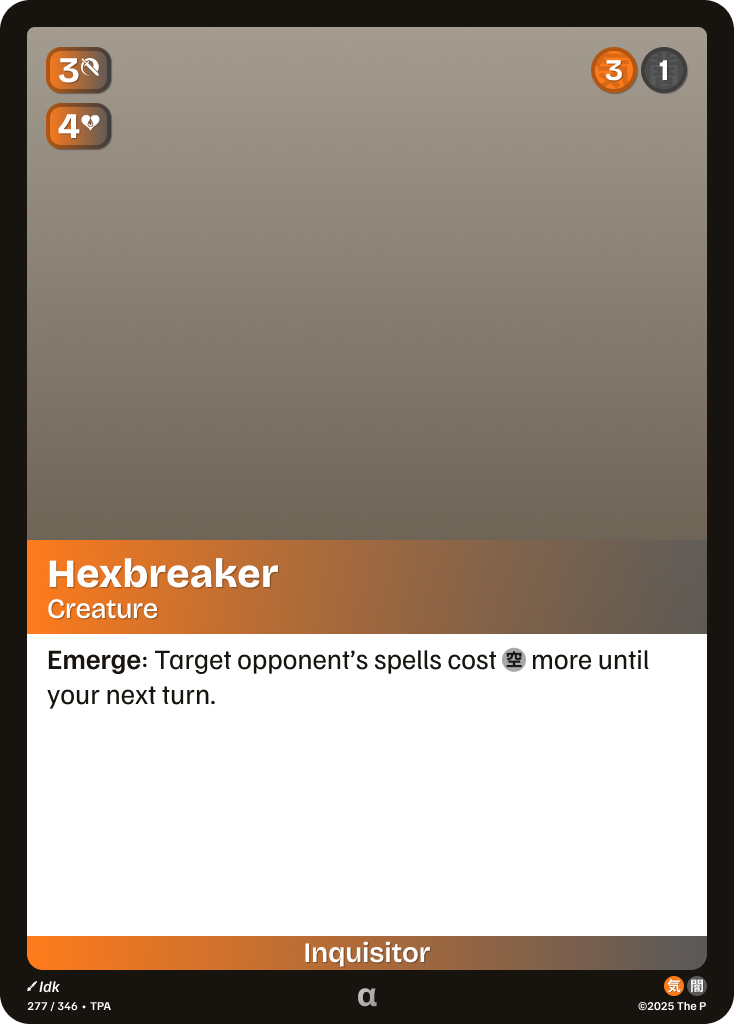 3
3 1
4
Hexbreaker
Creature
Emerge: Target opponent's spells cost 空 more until
your next turn.
Inquisitor
Idk
277 / 346 • TPA
α
気 闇
©2025 The P